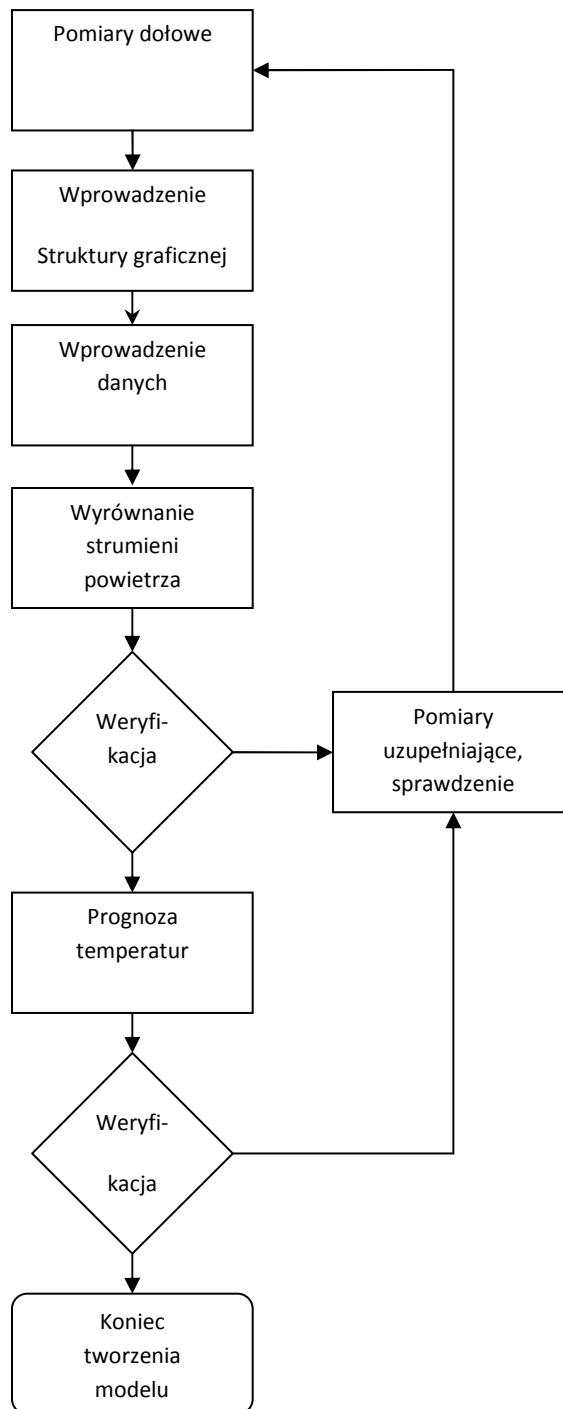 Pomiary dołowe
Wprowadzenie
Struktury graficznej
Wprowadzenie
danych
Wyrównanie
strumieni
powietrza
Weryfi-
kacja
Pomiary
uzupełniające,
sprawdzenie
Prognoza
temperatur
Weryfi-
kacja
Koniec
tworzenia
modelu